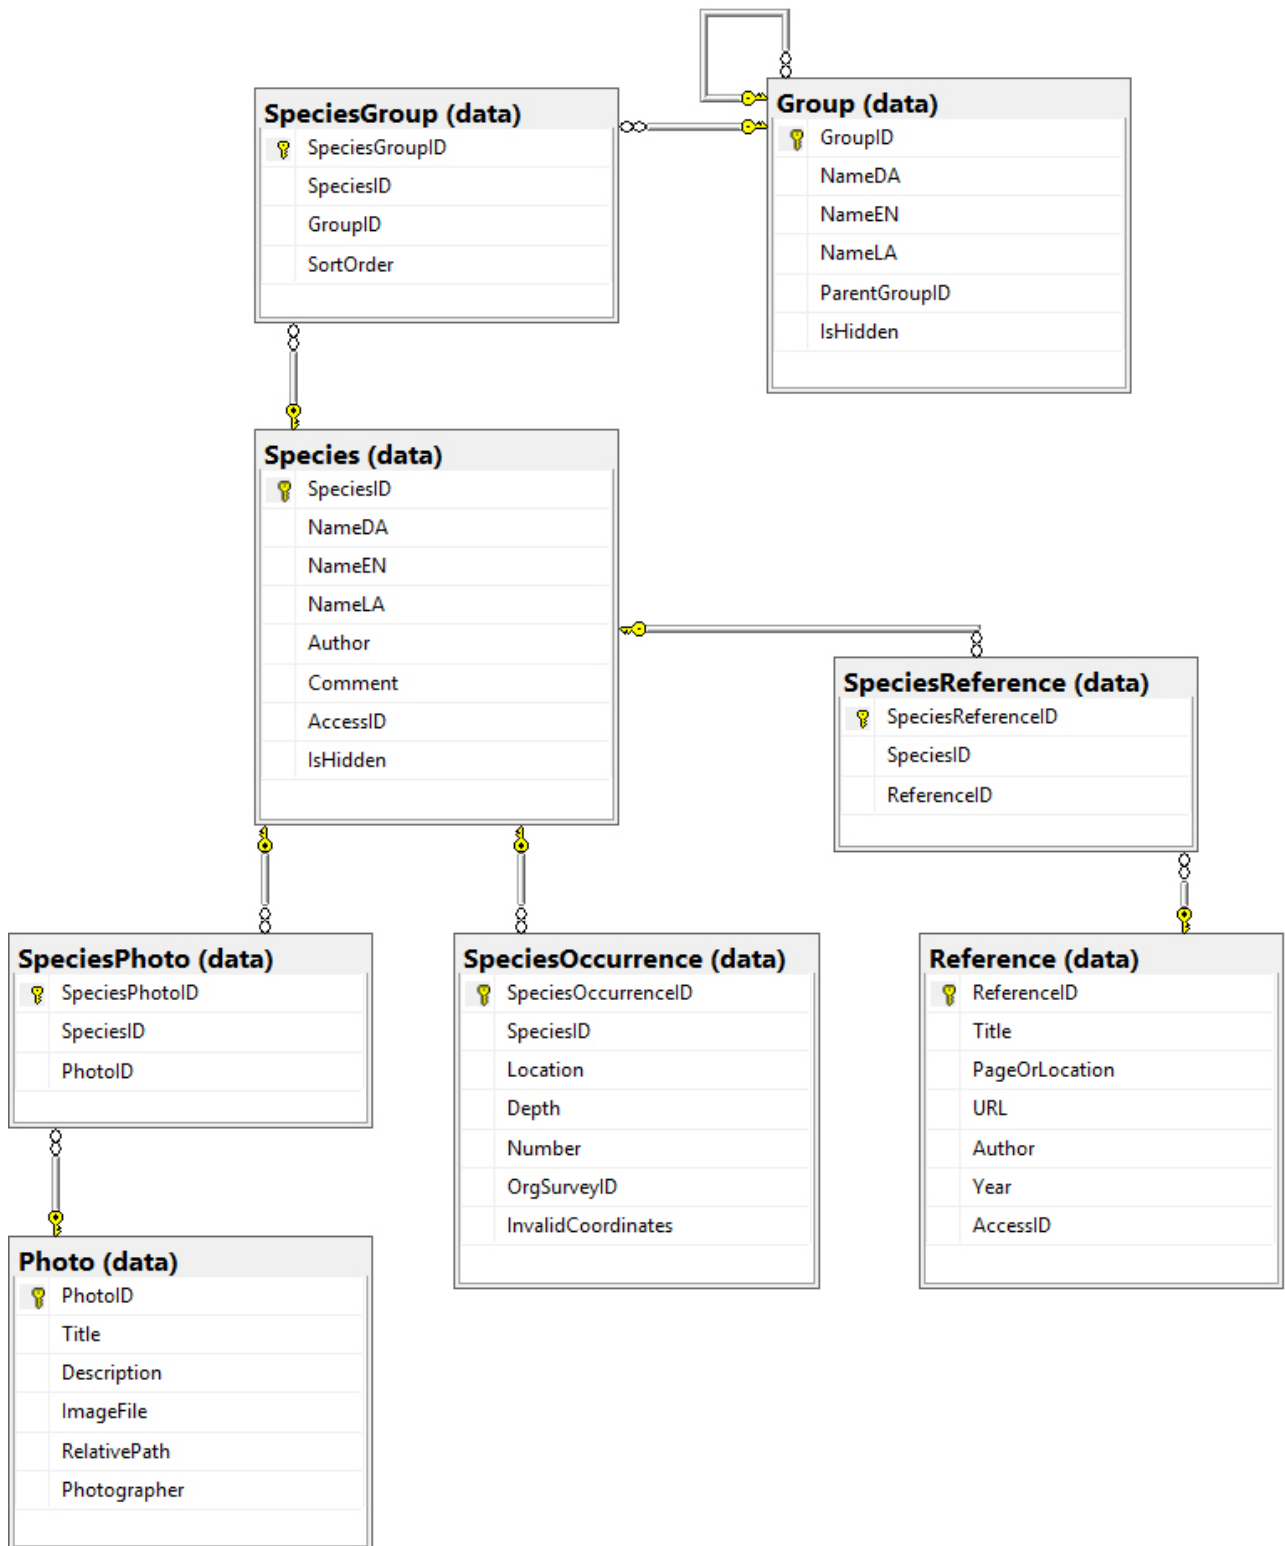 SpeciesGroup (data)
SpeciesGroupID
SpeciesID
GroupID
SortOrder
Group (data)
GroupID
NameDA
NameEN
NameLA
ParentGroupID
IsHidden
Species (data)
SpeciesID
NameDA
NameEN
NameLA
Author
Comment
AccessID
IsHidden
SpeciesReference (data)
SpeciesReferenceID
SpeciesID
ReferenceID
SpeciesPhoto (data)
SpeciesPhotoID
SpeciesID
PhotoID
SpeciesOccurrence (data)
SpeciesOccurrenceID
SpeciesID
Location
Depth
Number
OrgSurveyID
InvalidCoordinates
Reference (data)
ReferenceID
Title
PageOrLocation
URL
Author
Year
AccessID
Photo (data)
PhotoID
Title
Description
ImageFile
RelativePath
Photographer